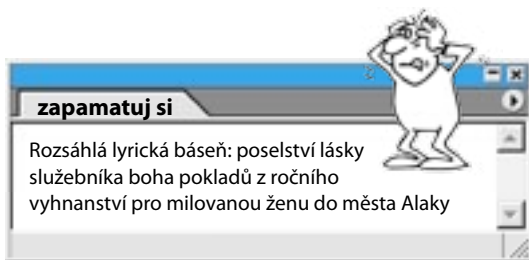 zapamatuj si
Rozsáhlá lyrická báseň: poselství lásky
služebníka boha pokladů z ročního
vyhnanství pro milovanou ženu do města Alaky